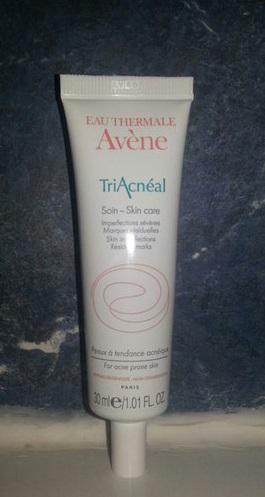 EAU THERMALE
Avène
TriAcnéal
Soin – Skin care
Imperfections sévères
Marques résiduelles
Skin imperfections
Residual marks
Peaux à tendance acnéique
For acne prone skin
PARIS
30 ml e/1.01 FL. OZ.